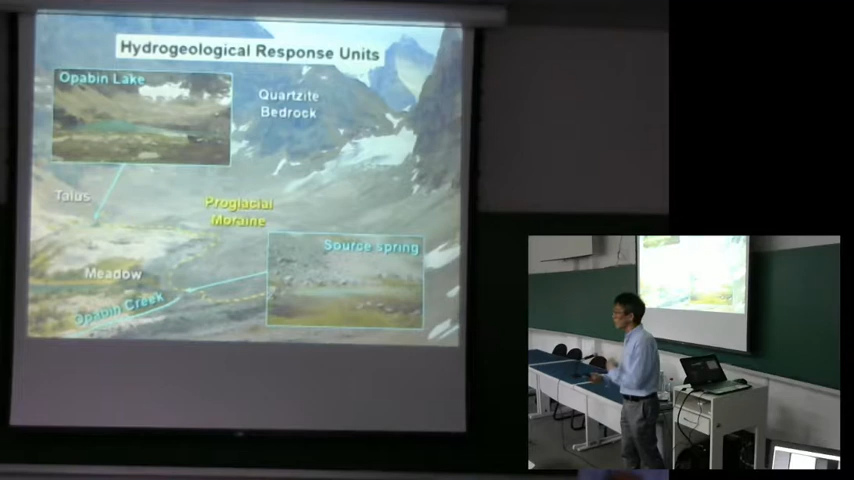 Hydrogeological Response Units
Opabin Lake
Quartzite
Bedrock
Talus
Proglacial
Moraine
Source spring
Meadow
Opabin Creek